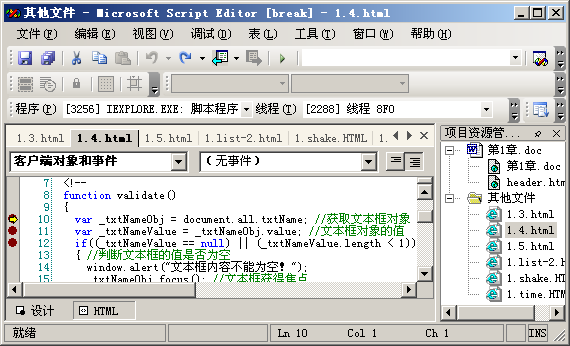 其他文件 - Microsoft Script Editor [break] - 1.4.html
文件(F) 编辑(E) 视图(V) 调试(D) 表(L) 工具(T) 窗口(W) 帮助(H)
程序(P) [3256] IEXPLORE.EXE: 脚本程序 线程(T) [2288] 线程 8F0
1.3.html 1.4.html 1.5.html 1.list-2.html 1.shake.HTML 1.
项目资源管...
客户端对象和事件 (无事件)
第1章.doc
第1章.doc
header.htm
其他文件
1.3.html
1.4.html
1.5.html
1.list-2.H
1.shake.HT
1.time.HTM
7 <!--
8 function validate()
9 {
10 var _txtNameObj = document.all.txtName; //获取文本框对象
11 var _txtNameValue = _txtNameObj.value; //文本框对象的值
12 if((_txtNameValue == null) || (_txtNameValue.length < 1))
13 { //判断文本框的值是否为空
14 window.alert("文本框内容不能为空! ");
15 _txtNameObj.focus(); //文本框获得焦点
设计 HTML
就绪 Ln 10 Col 1 Ch 1 INS